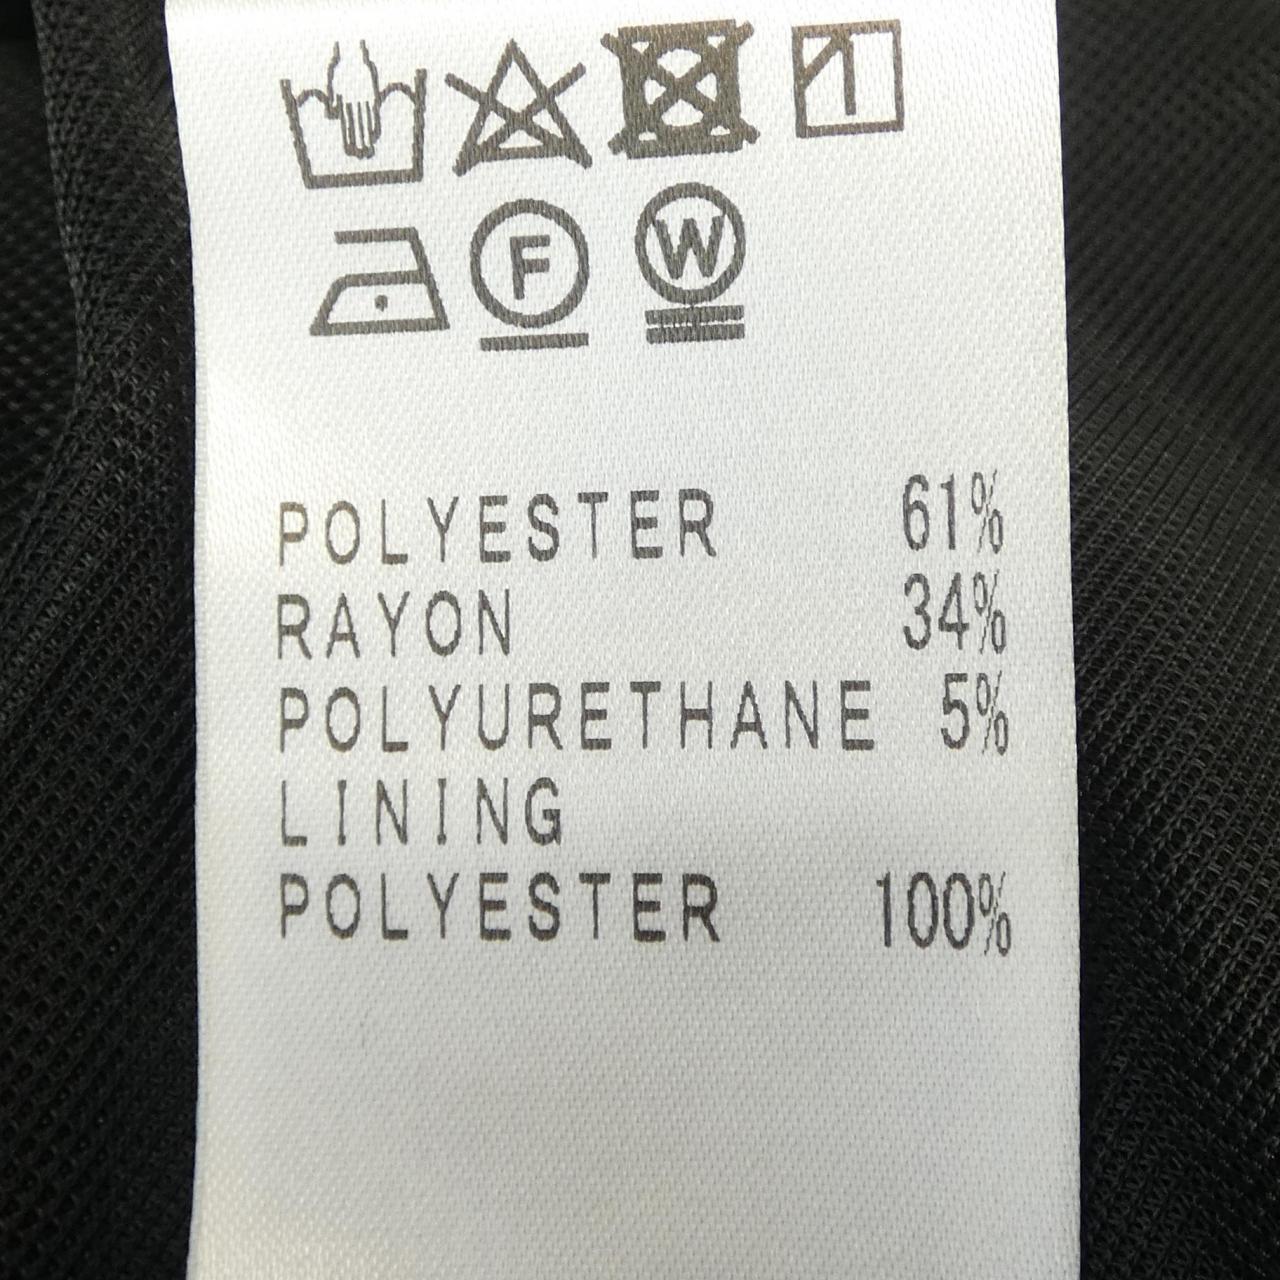 F W
POLYESTER 61%
RAYON 34%
POLYURETHANE 5%
LINING
POLYESTER 100%